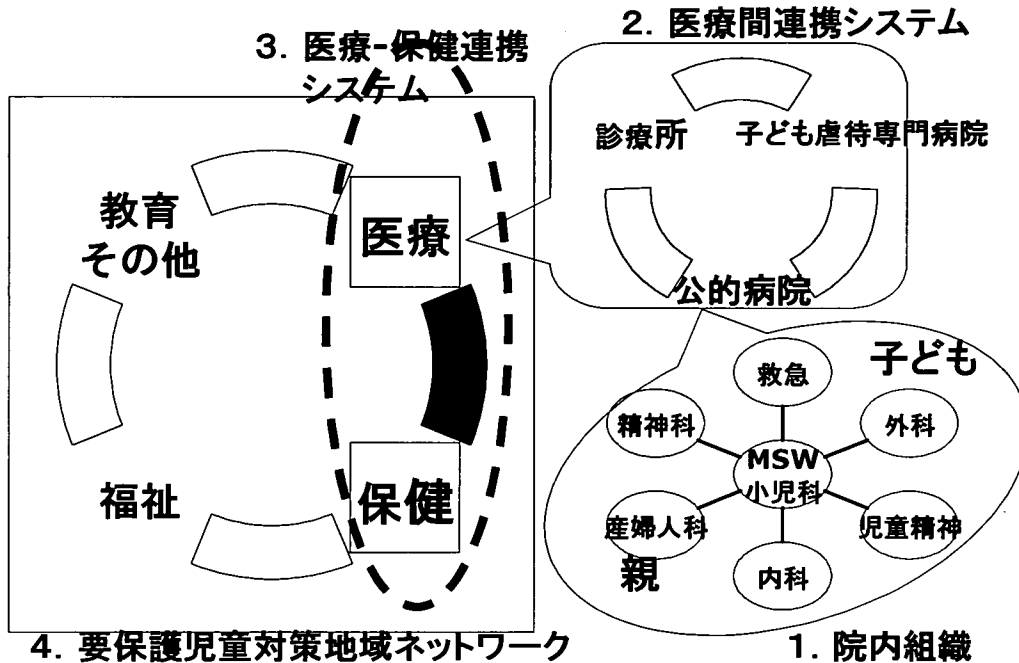 2. 医療間連携システム
3. 医療-保健連携
システム
診療所
子ども虐待専門病院
公的病院
教育
その他
医療
福祉
保健
子ども
救急
精神科
外科
MSW
小児科
産婦人科
児童精神
親
内科
4. 要保護児童対策地域ネットワーク
1. 院内組織